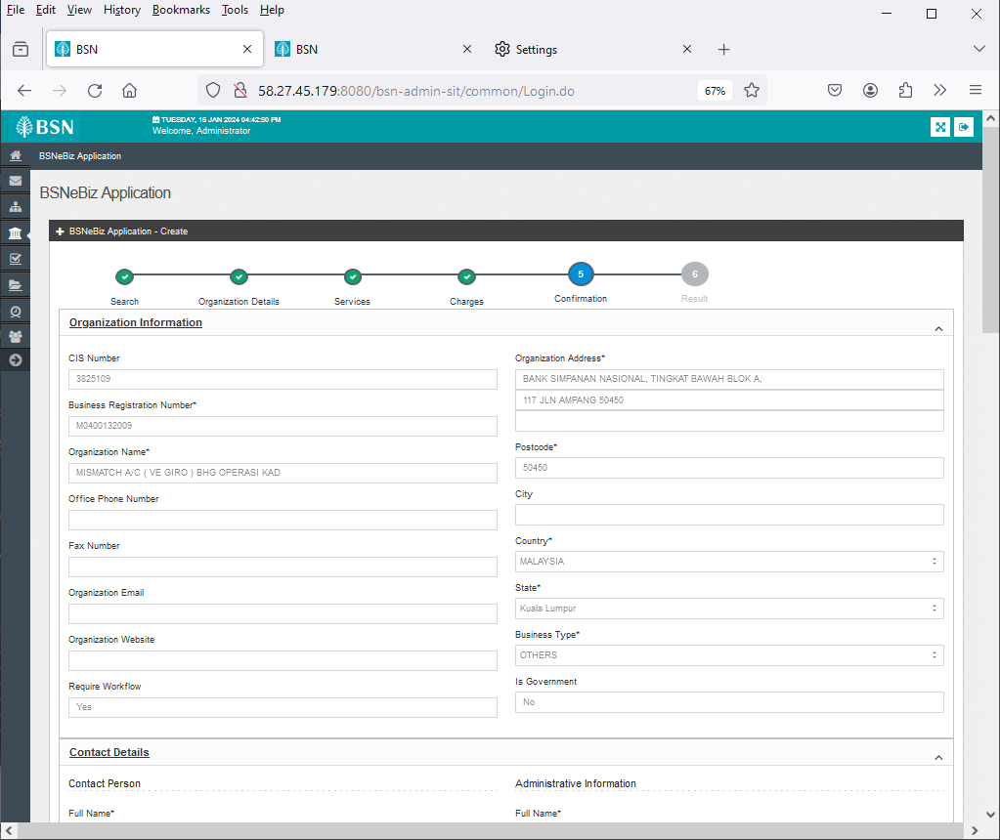 File Edit View History Bookmarks Tools Help
BSN
BSN
Settings
58.27.45.179:8080/bsn-admin-sit/common/Login.do
67%
BSN
TUESDAY, 16 JAN 2024 04:42:50 PM
Welcome, Administrator
BSNeBiz Application
BSNeBiz Application
BSNeBiz Application - Create
5
6
Search
Organization Details
Services
Charges
Confirmation
Result
Organization Information
CIS Number
3825109
Business Registration Number*
M0400132009
Organization Name*
MISMATCH A/C ( VE GIRO ) BHG OPERASI KAD
Office Phone Number
Fax Number
Organization Email
Organization Website
Require Workflow
Yes
Organization Address*
BANK SIMPANAN NASIONAL, TINGKAT BAWAH BLOK A,
117 JLN AMPANG 50450
Postcode*
50450
City
Country*
MALAYSIA
State*
Kuala Lumpur
Business Type*
OTHERS
Is Government
No
Contact Details
Contact Person
Full Name*
Administrative Information
Full Name*